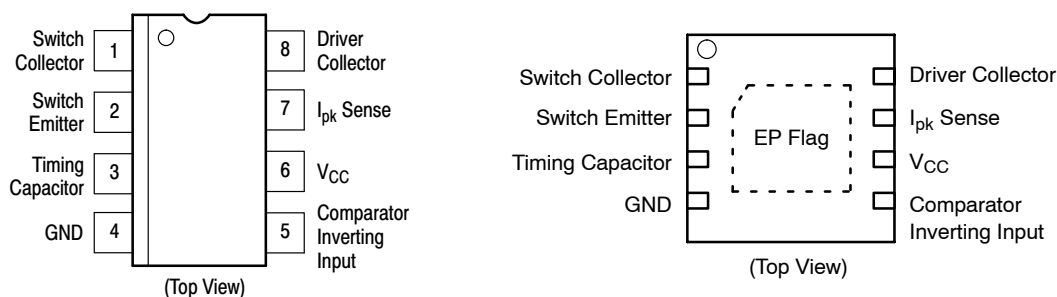 Switch
Collector
1
8
Driver
Collector
Switch
Emitter
2
7
Ipk Sense
Timing
Capacitor
3
6
VCC
GND
4
5
Comparator
Inverting
Input
(Top View)
Switch Collector
Driver Collector
Switch Emitter
Ipk Sense
EP Flag
Timing Capacitor
VCC
GND
Comparator
Inverting Input
(Top View)